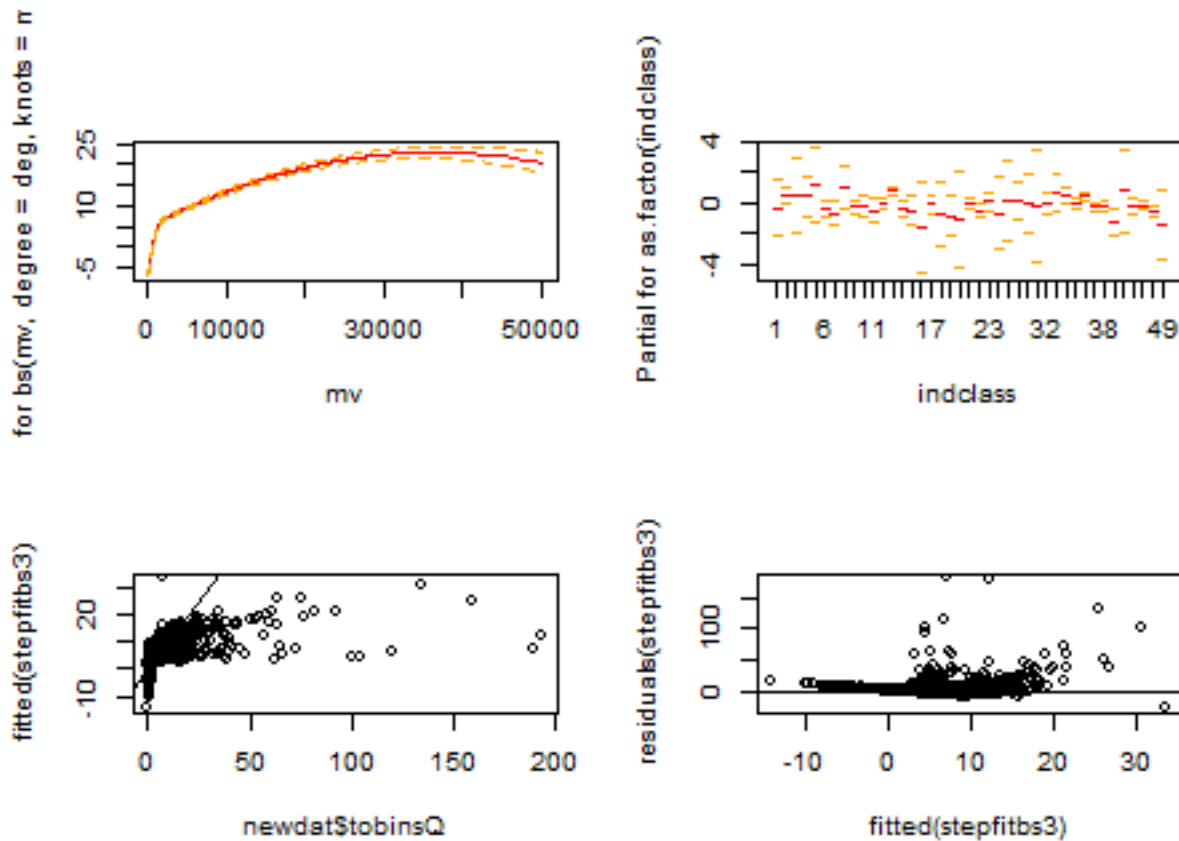 for bs(mv, degree = deg, knots = m
25
10
-5
0 10000 30000 50000
mv
Partial for as.factor(indclass)
4
0
-4
1 6 11 17 23 32 38 49
indclass
fitted(stepfitbs3)
20
-10
0 50 100 150 200
newdat$tobinsQ
residuals(stepfitbs3)
100
0
-10 0 10 20 30
fitted(stepfitbs3)